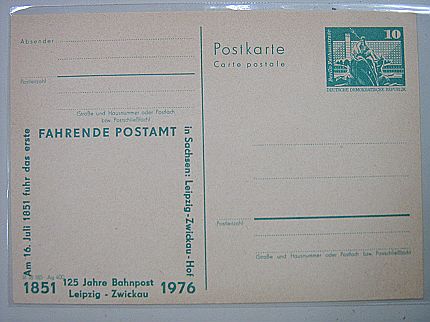 Absender
Postleitzahl
(Straße und Hausnummer oder Postfach
bzw. Postschließfach)
Am 16. Juli 1851 fuhr das erste
FAHRENDE POSTAMT
in Sachsen: Leipzig-Zwickau-Hof
1851 125 Jahre Bahnpost 1976
Leipzig - Zwickau
Postkarte
Carte postale
10
DEUTSCHE DEMOKRATISCHE REPUBLIK
Postleitzahl
(Straße und Hausnummer oder Postfach bzw. Postschließfach)